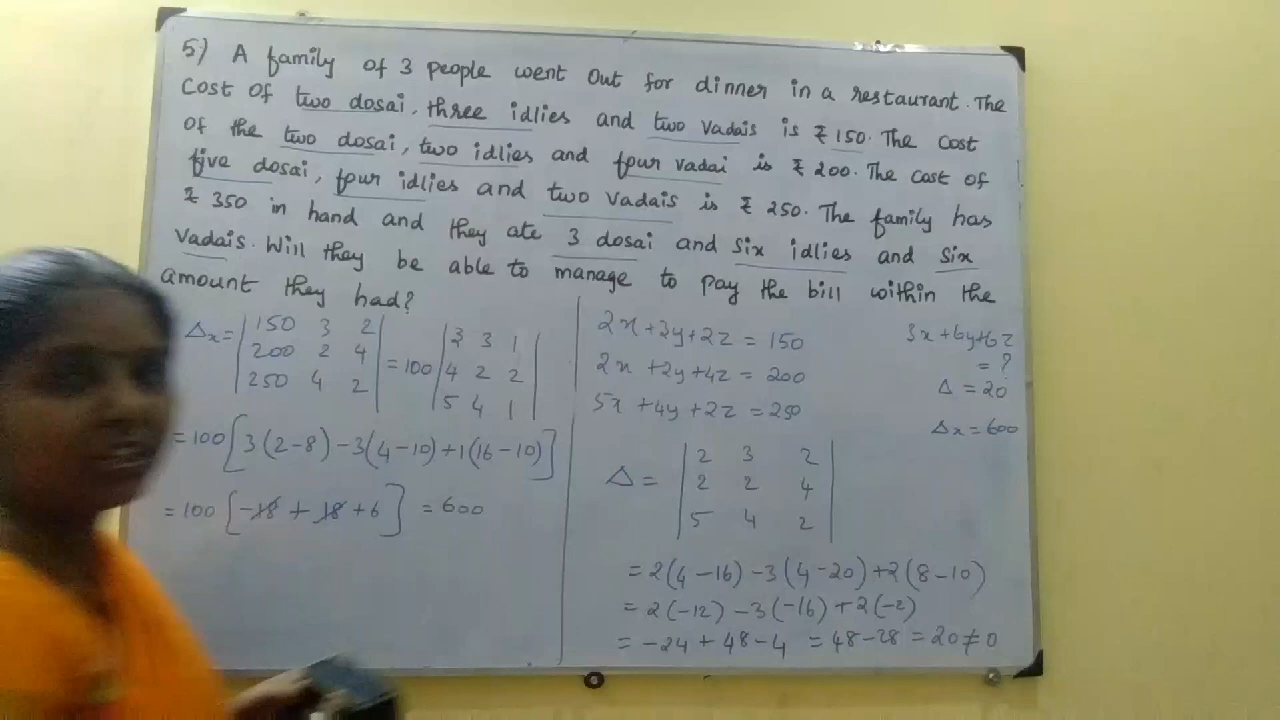 5) A family of 3 people went Out for dinner in a restaurant. The
Cost of two dosai, three idlies and two Vadais is ₹ 150. The Cost
of the two dosai, two idlies and four vadai is ₹ 200. The Cost of
five dosai, four idlies and two Vadais is ₹ 250. The family has
₹ 350 in hand and they ate 3 dosai and Six idlies and Six
Vadais. Will they be able to manage to pay the bill within the
amount they had?
Δx = | 150 3 2 | = 100 | 3 3 1 |
| 200 2 4 | | 4 2 2 |
| 250 4 2 | | 5 4 1 |
= 100 [3(2-8) -3(4-10) +1(16-10)]
= 100 [-18 + 18 + 6] = 600
2x+3y+2z = 150
2x +2y+4z = 200
5x +4y+2z = 250
3x+6y+6z
= ?
Δ = 20
Δx = 600
Δ = | 2 3 2 |
| 2 2 4 |
| 5 4 2 |
= 2(4-16) -3(4-20) +2(8-10)
= 2(-12) -3(-16) +2(-2)
= -24 + 48-4 = 48-28 = 20 ≠ 0